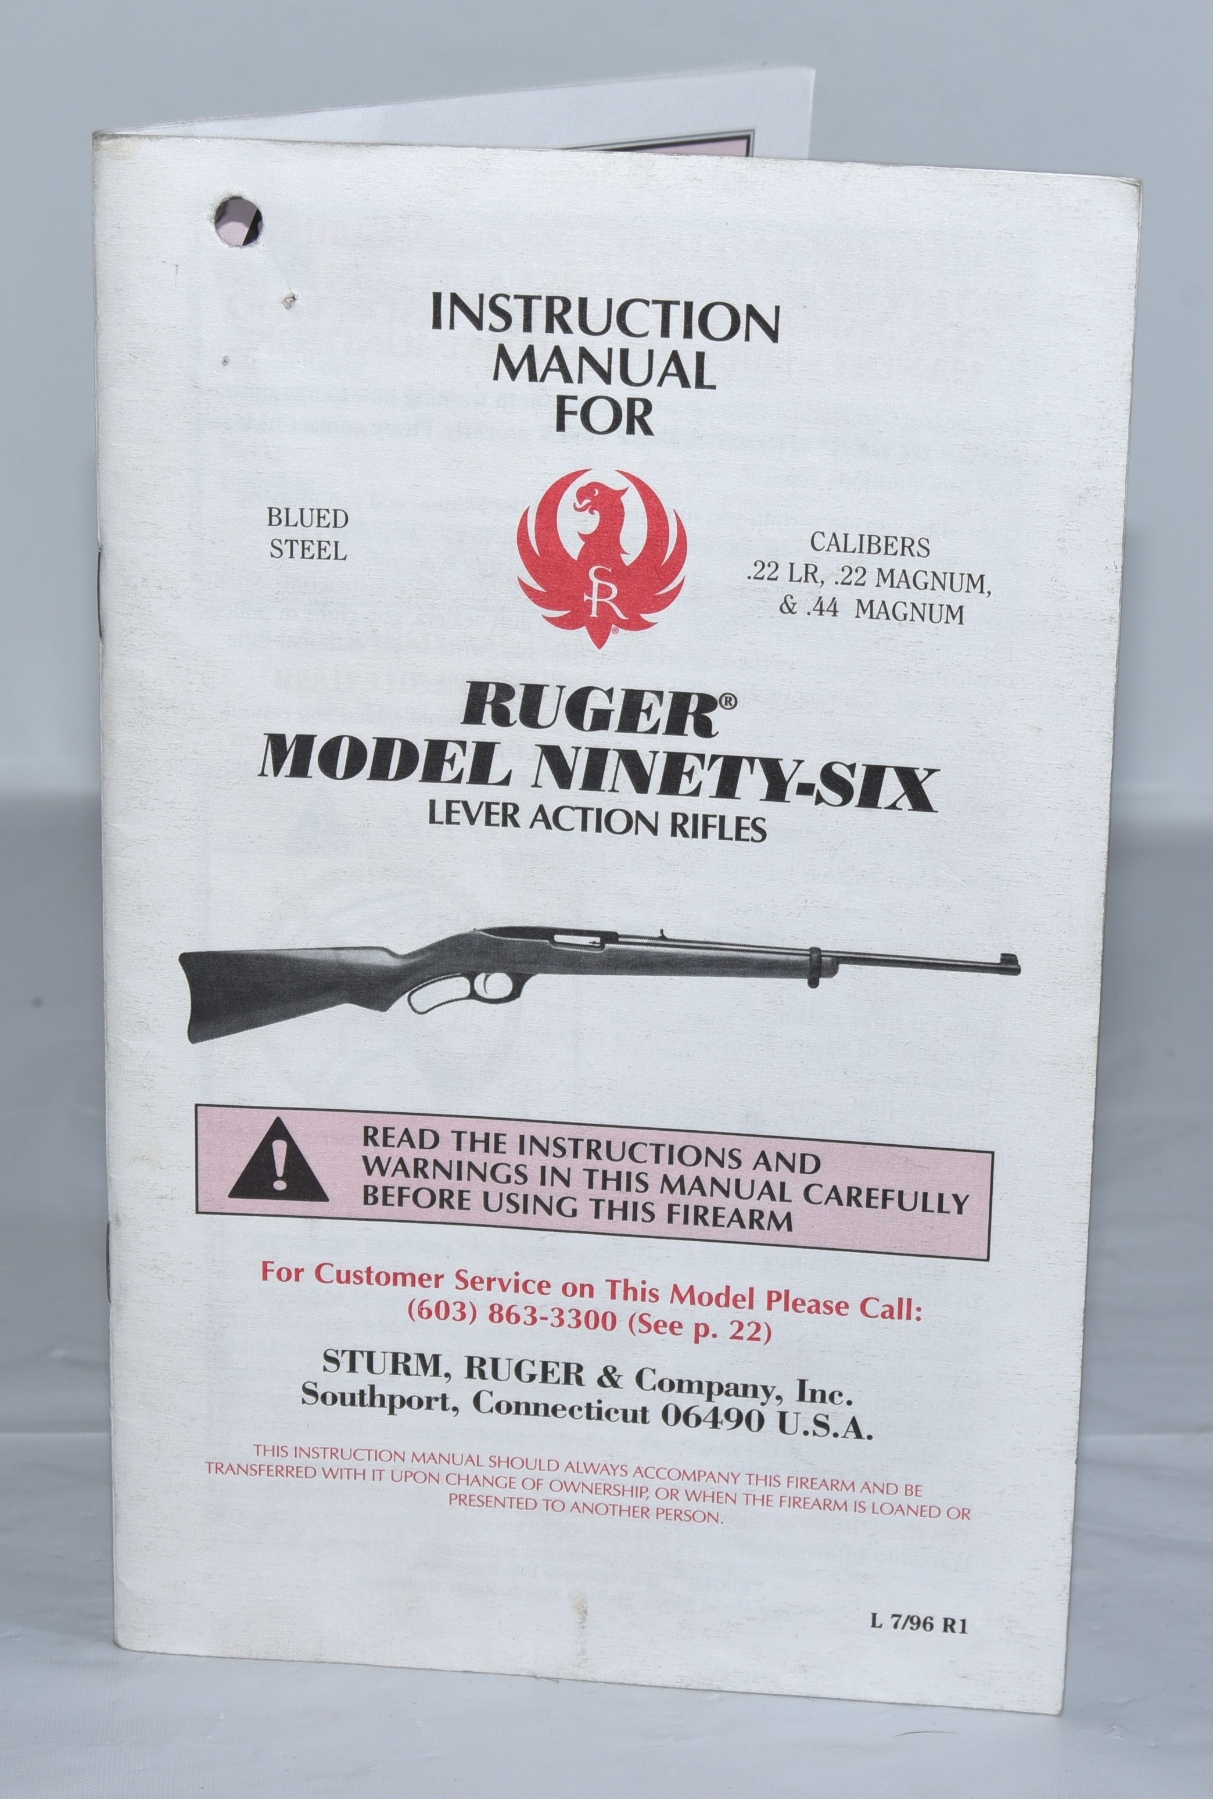 INSTRUCTION
MANUAL
FOR
BLUED
STEEL
CALIBERS
.22 LR, .22 MAGNUM,
& .44 MAGNUM
SR®
RUGER®
MODEL NINETY-SIX
LEVER ACTION RIFLES
! READ THE INSTRUCTIONS AND
WARNINGS IN THIS MANUAL CAREFULLY
BEFORE USING THIS FIREARM
For Customer Service on This Model Please Call:
(603) 863-3300 (See p. 22)
STURM, RUGER & Company, Inc.
Southport, Connecticut 06490 U.S.A.
THIS INSTRUCTION MANUAL SHOULD ALWAYS ACCOMPANY THIS FIREARM AND BE
TRANSFERRED WITH IT UPON CHANGE OF OWNERSHIP, OR WHEN THE FIREARM IS LOANED OR
PRESENTED TO ANOTHER PERSON.
L 7/96 R1